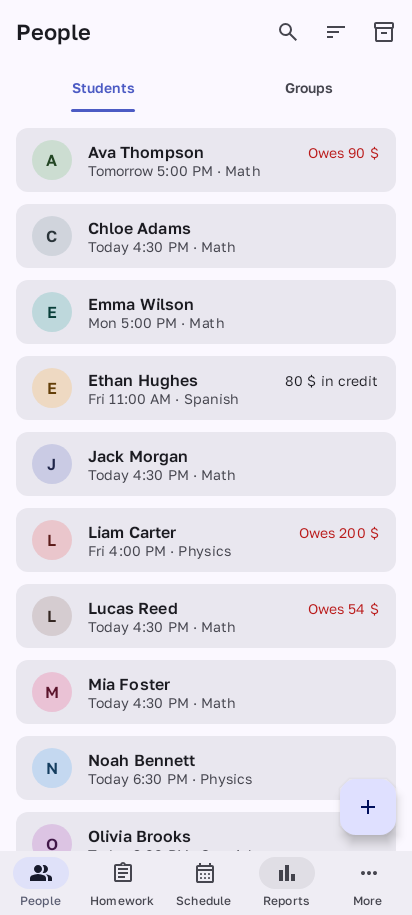 People
Students
Groups
A
Ava Thompson
Owes 90 $
Tomorrow 5:00 PM · Math
C
Chloe Adams
Today 4:30 PM · Math
E
Emma Wilson
Mon 5:00 PM · Math
E
Ethan Hughes
80 $ in credit
Fri 11:00 AM · Spanish
J
Jack Morgan
Today 4:30 PM · Math
L
Liam Carter
Owes 200 $
Fri 4:00 PM · Physics
L
Lucas Reed
Owes 54 $
Today 4:30 PM · Math
M
Mia Foster
Today 4:30 PM · Math
N
Noah Bennett
Today 6:30 PM · Physics
O
Olivia Brooks
People
Homework
Schedule
Reports
More